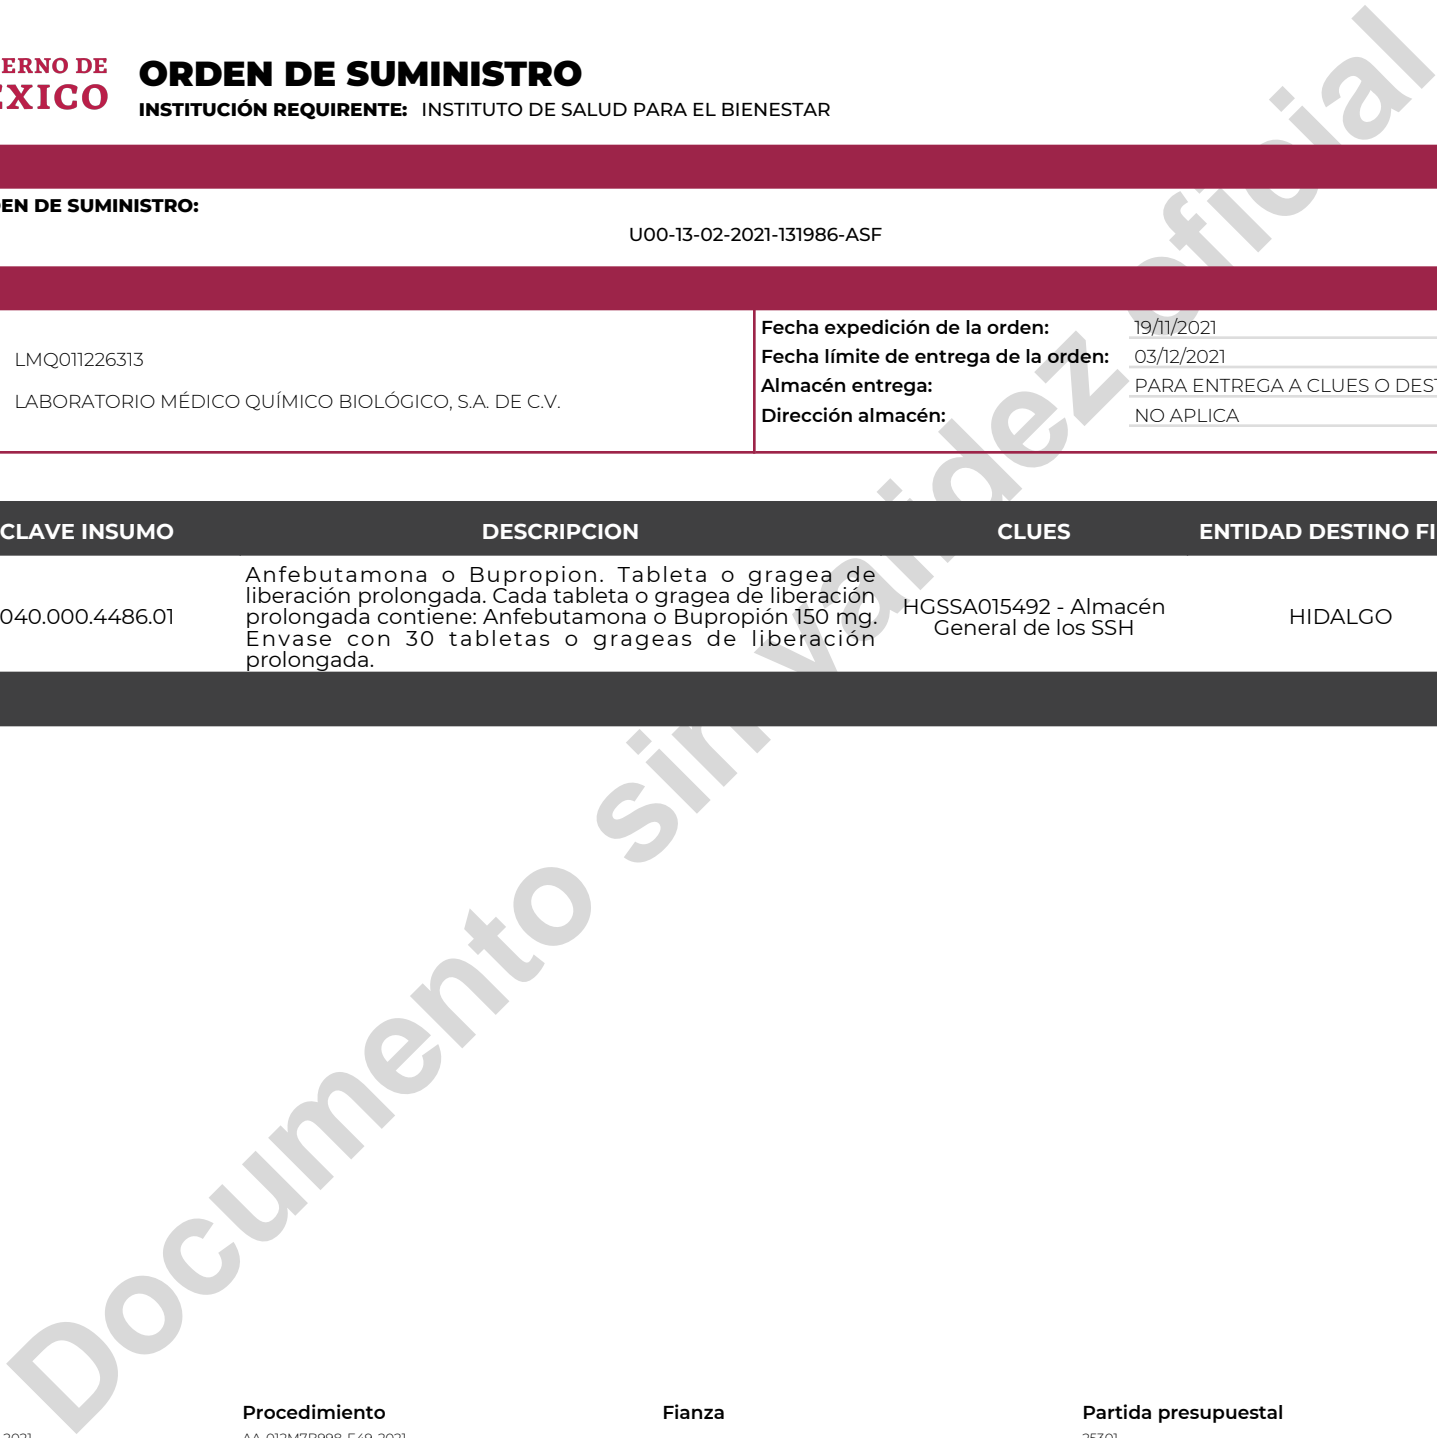 ERNO DE
ORDEN DE SUMINISTRO
INSTITUCIÓN REQUIRENTE: INSTITUTO DE SALUD PARA EL BIENESTAR
EXICO
EN DE SUMINISTRO:
U00-13-02-2021-131986-ASF
LMQ011226313
LABORATORIO MÉDICO QUÍMICO BIOLÓGICO, S.A. DE C.V.
Fecha expedición de la orden: 19/11/2021
Fecha límite de entrega de la orden: 03/12/2021
Almacén entrega: PARA ENTREGA A CLUES O DEST
Dirección almacén: NO APLICA
CLAVE INSUMO DESCRIPCION CLUES ENTIDAD DESTINO FI
040.000.4486.01
Anfebutamona o Bupropion. Tableta o gragea de
liberación prolongada. Cada tableta o gragea de liberación
prolongada contiene: Anfebutamona o Bupropión 150 mg.
Envase con 30 tabletas o grageas de liberación
prolongada.
HGSSA015492 - Almacén
General de los SSH
HIDALGO
Documento sin validez oficial
Procedimiento Fianza Partida presupuestal